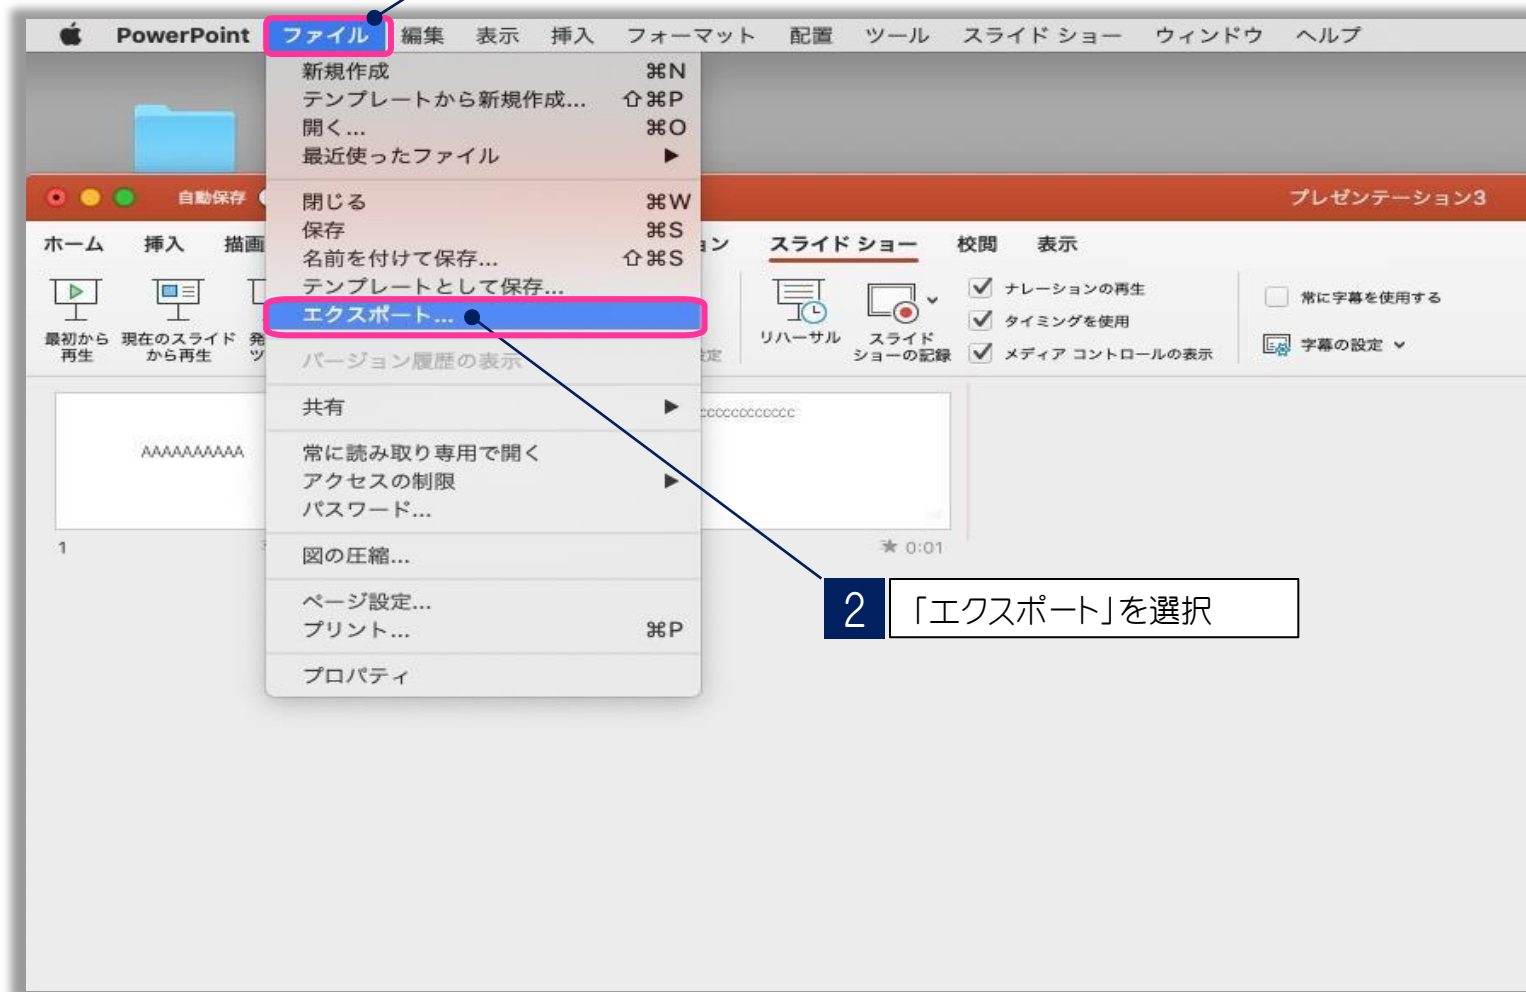 PowerPoint ファイル 編集 表示 挿入 フォーマット 配置 ツール スライド ショー ウィンドウ ヘルプ
新規作成 ⌘N
テンプレートから新規作成... ⇧⌘P
開く... ⌘O
最近使ったファイル ▶
自動保存
プレゼンテーション3
閉じる ⌘W
保存 ⌘S
名前を付けて保存... ⇧⌘S
テンプレートとして保存...
エクスポート...
バージョン履歴の表示
共有 ▶
常に読み取り専用で開く
アクセスの制限 ▶
パスワード...
図の圧縮...
ページ設定...
プリント... ⌘P
プロパティ
ホーム 挿入 描画 ョン スライド ショー 校閲 表示
最初から
再生
現在のスライド
から再生
発
ツ
定
リハーサル
スライド
ショーの記録
ナレーションの再生
タイミングを使用
メディア コントロールの表示
常に字幕を使用する
字幕の設定
AAAAAAAAAA
1
0:01
2 「エクスポート」を選択